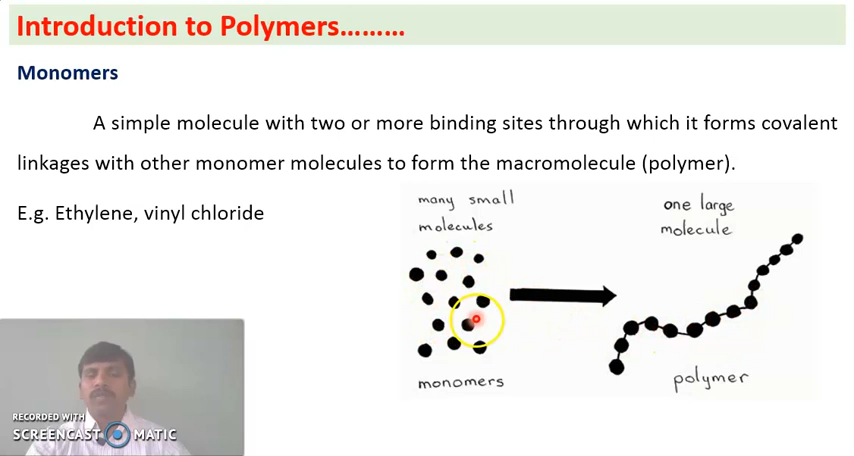 Introduction to Polymers………
Monomers
A simple molecule with two or more binding sites through which it forms covalent
linkages with other monomer molecules to form the macromolecule (polymer).
E.g. Ethylene, vinyl chloride
many small
molecules
one large
molecule
monomers
polymer
RECORDED WITH
SCREENCAST MATIC